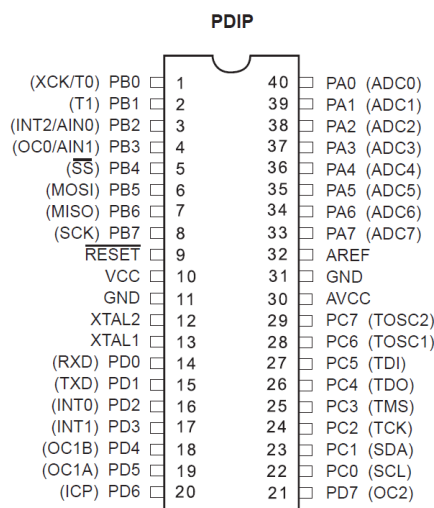 PDIP
(XCK/T0) PB0 1 40 PA0 (ADC0)
(T1) PB1 2 39 PA1 (ADC1)
(INT2/AIN0) PB2 3 38 PA2 (ADC2)
(OC0/AIN1) PB3 4 37 PA3 (ADC3)
(SS) PB4 5 36 PA4 (ADC4)
(MOSI) PB5 6 35 PA5 (ADC5)
(MISO) PB6 7 34 PA6 (ADC6)
(SCK) PB7 8 33 PA7 (ADC7)
RESET 9 32 AREF
VCC 10 31 GND
GND 11 30 AVCC
XTAL2 12 29 PC7 (TOSC2)
XTAL1 13 28 PC6 (TOSC1)
(RXD) PD0 14 27 PC5 (TDI)
(TXD) PD1 15 26 PC4 (TDO)
(INT0) PD2 16 25 PC3 (TMS)
(INT1) PD3 17 24 PC2 (TCK)
(OC1B) PD4 18 23 PC1 (SDA)
(OC1A) PD5 19 22 PC0 (SCL)
(ICP) PD6 20 21 PD7 (OC2)